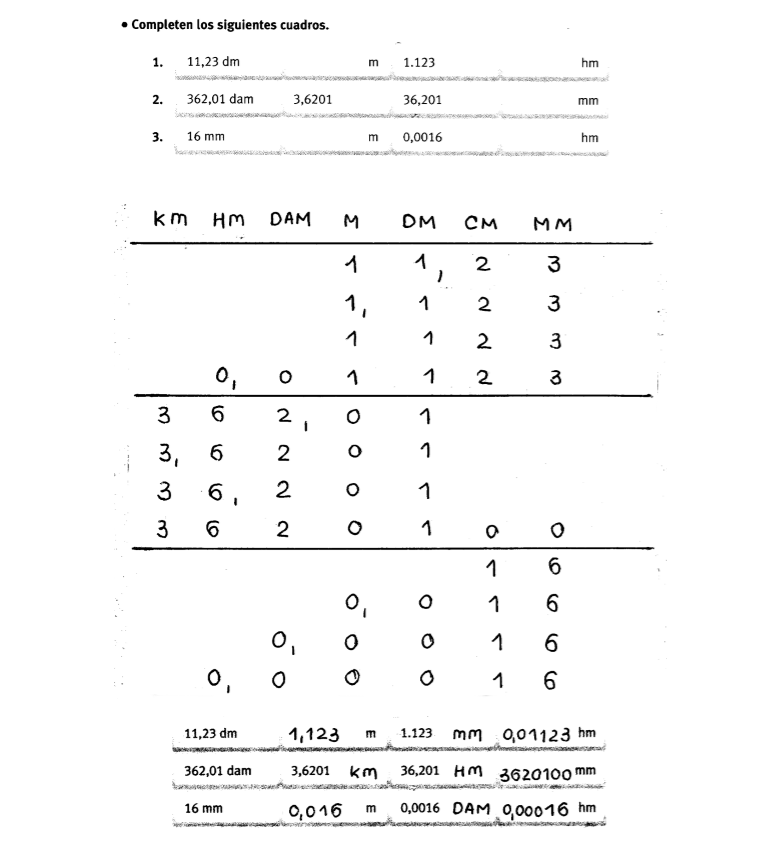 • Completen los siguientes cuadros.
1. 11,23 dm m 1.123 hm
2. 362,01 dam 3,6201 36,201 mm
3. 16 mm m 0,0016 hm
Km Hm DAM M DM CM MM
1 1, 2 3
1, 1 2 3
1 1 2 3
0, 0 1 1 2 3
3 6 2, 0 1
3, 6 2 0 1
3 6, 2 0 1
3 6 2 0 1 0 0
1 6
0, 0 1 6
0, 0 0 1 6
0, 0 0 0 1 6
11,23 dm 1,123 m 1.123 mm 0,01123 hm
362,01 dam 3,6201 km 36,201 HM 3620100 mm
16 mm 0,016 m 0,0016 DAM 0,00016 hm